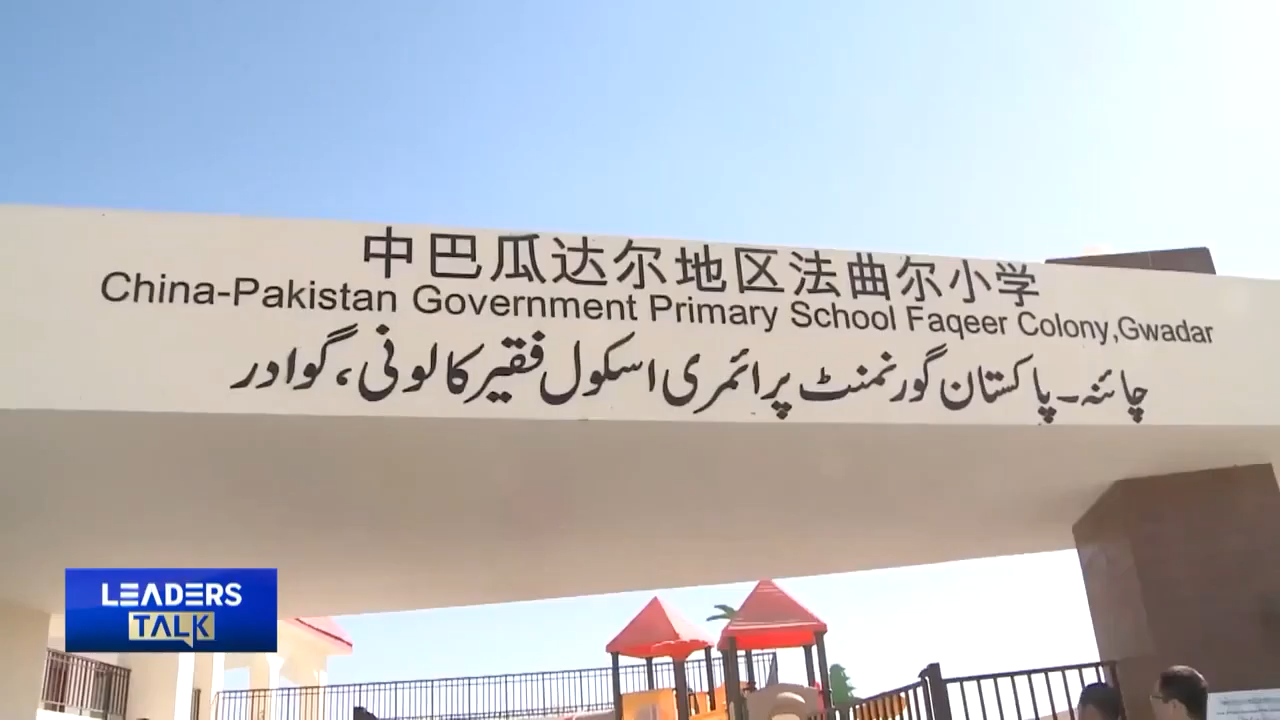 中巴瓜达尔地区法曲尔小学
China-Pakistan Government Primary School Faqeer Colony,Gwadar
چائنہ۔پاکستان گورنمنٹ پرائمری اسکول فقیر کالونی، گوادر
LEADERS
TALK